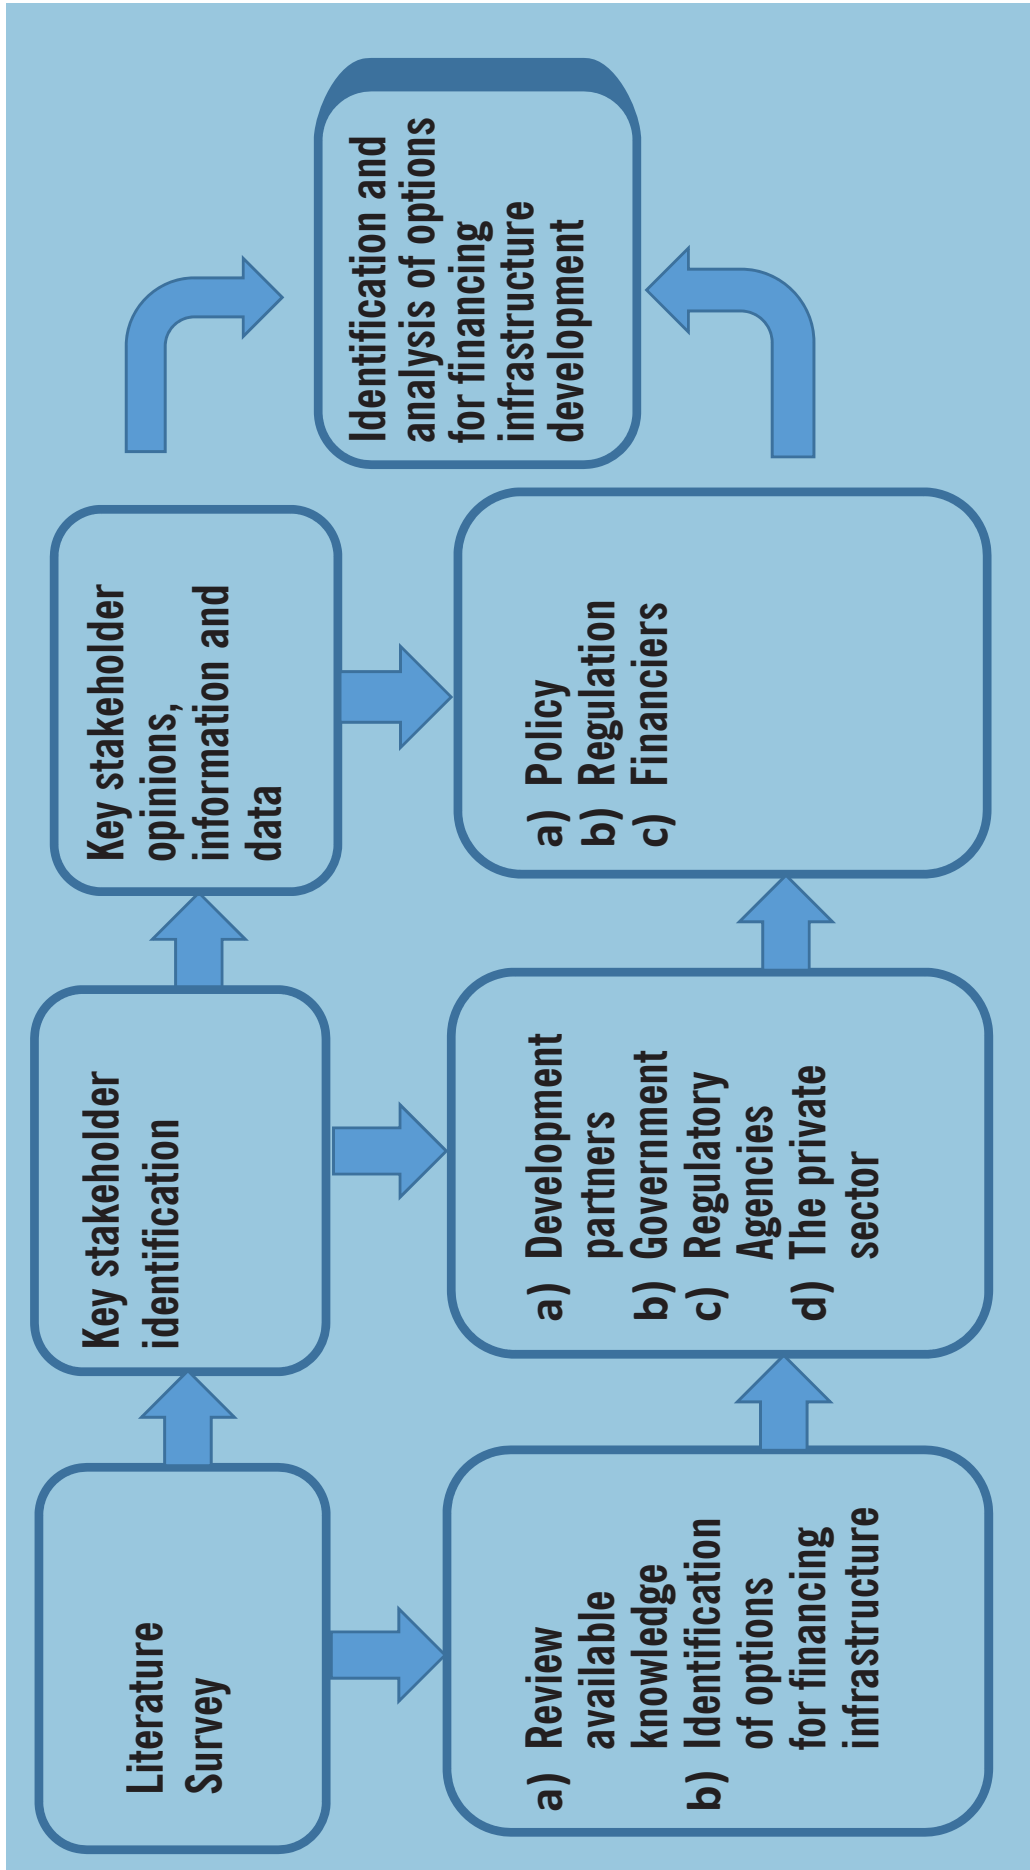 Literature
Survey
Key stakeholder
identification
Key stakeholder
opinions,
information and
data
Identification and
analysis of options
for financing
infrastructure
development
a) Review
available
knowledge
b) Identification
of options
for financing
infrastructure
a) Development
partners
b) Government
c) Regulatory
Agencies
d) The private
sector
a) Policy
b) Regulation
c) Financiers